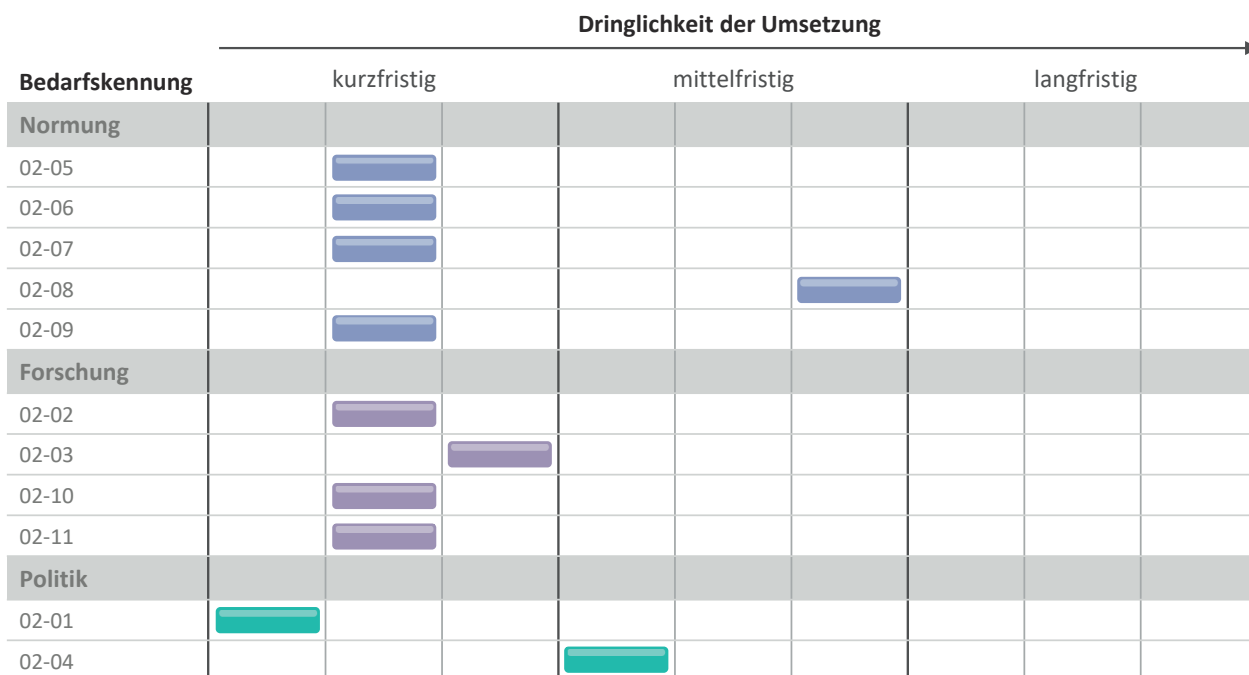 Dringlichkeit der Umsetzung
Bedarfskennung kurzfristig mittelfristig langfristig
Normung
02-05
02-06
02-07
02-08
02-09
Forschung
02-02
02-03
02-10
02-11
Politik
02-01
02-04